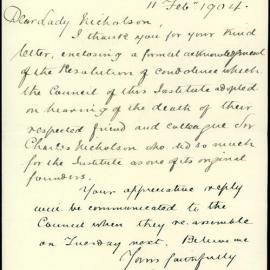 11 Feby 1904.
Dear Lady Nicholson,
I thank you for your kind
letter, enclosing a formal acknowledgment
of the Resolution of Condolence which
the Council of this Institute adopted
on hearing of the death of their
respected friend and colleague Sir
Charles Nicholson who did so much
for the Institute as one of its original
founders.
Your appreciative reply
will be communicated to the
Council when they re-assemble
on Tuesday next. Believe me
Yours faithfully